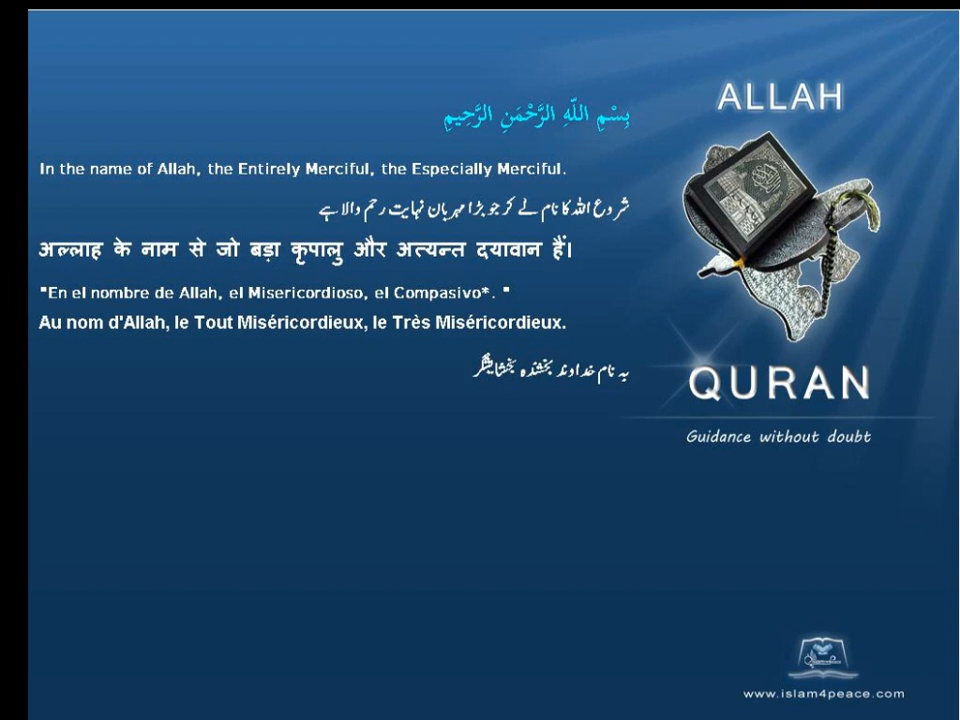 بِسْمِ اللّهِ الرَّحْمَنِ الرَّحِيمِ
In the name of Allah, the Entirely Merciful, the Especially Merciful.
شروع اللہ کا نام لے کر جو بڑا مہربان نہایت رحم والا ہے
अल्लाह के नाम से जो बड़ा कृपालु और अत्यन्त दयावान हैं।
"En el nombre de Allah, el Misericordioso, el Compasivo*. "
Au nom d'Allah, le Tout Miséricordieux, le Très Miséricordieux.
به نام خداوند بخشنده بخشایشگر
ALLAH
QURAN
Guidance without doubt
www.islam4peace.com